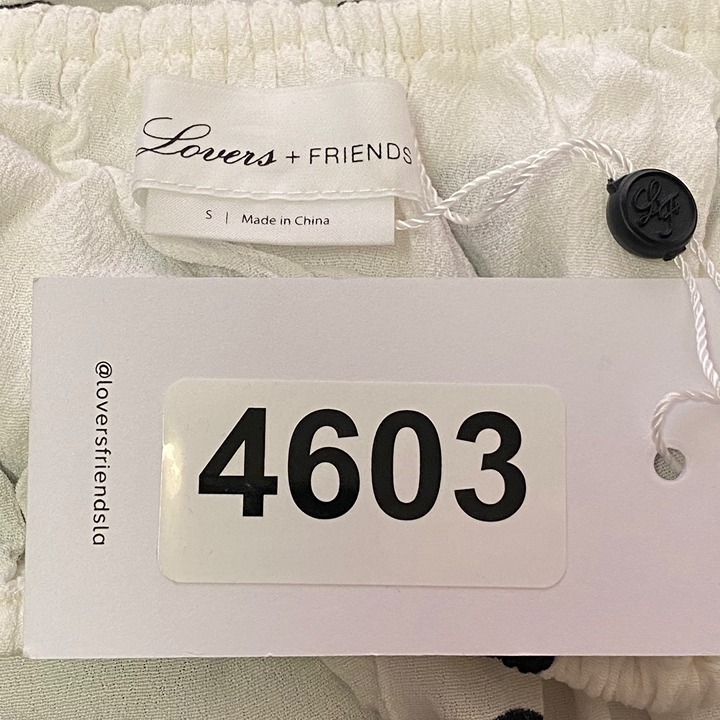 Lovers + FRIENDS
S | Made in China
L+F
@loversfriendsla
4603